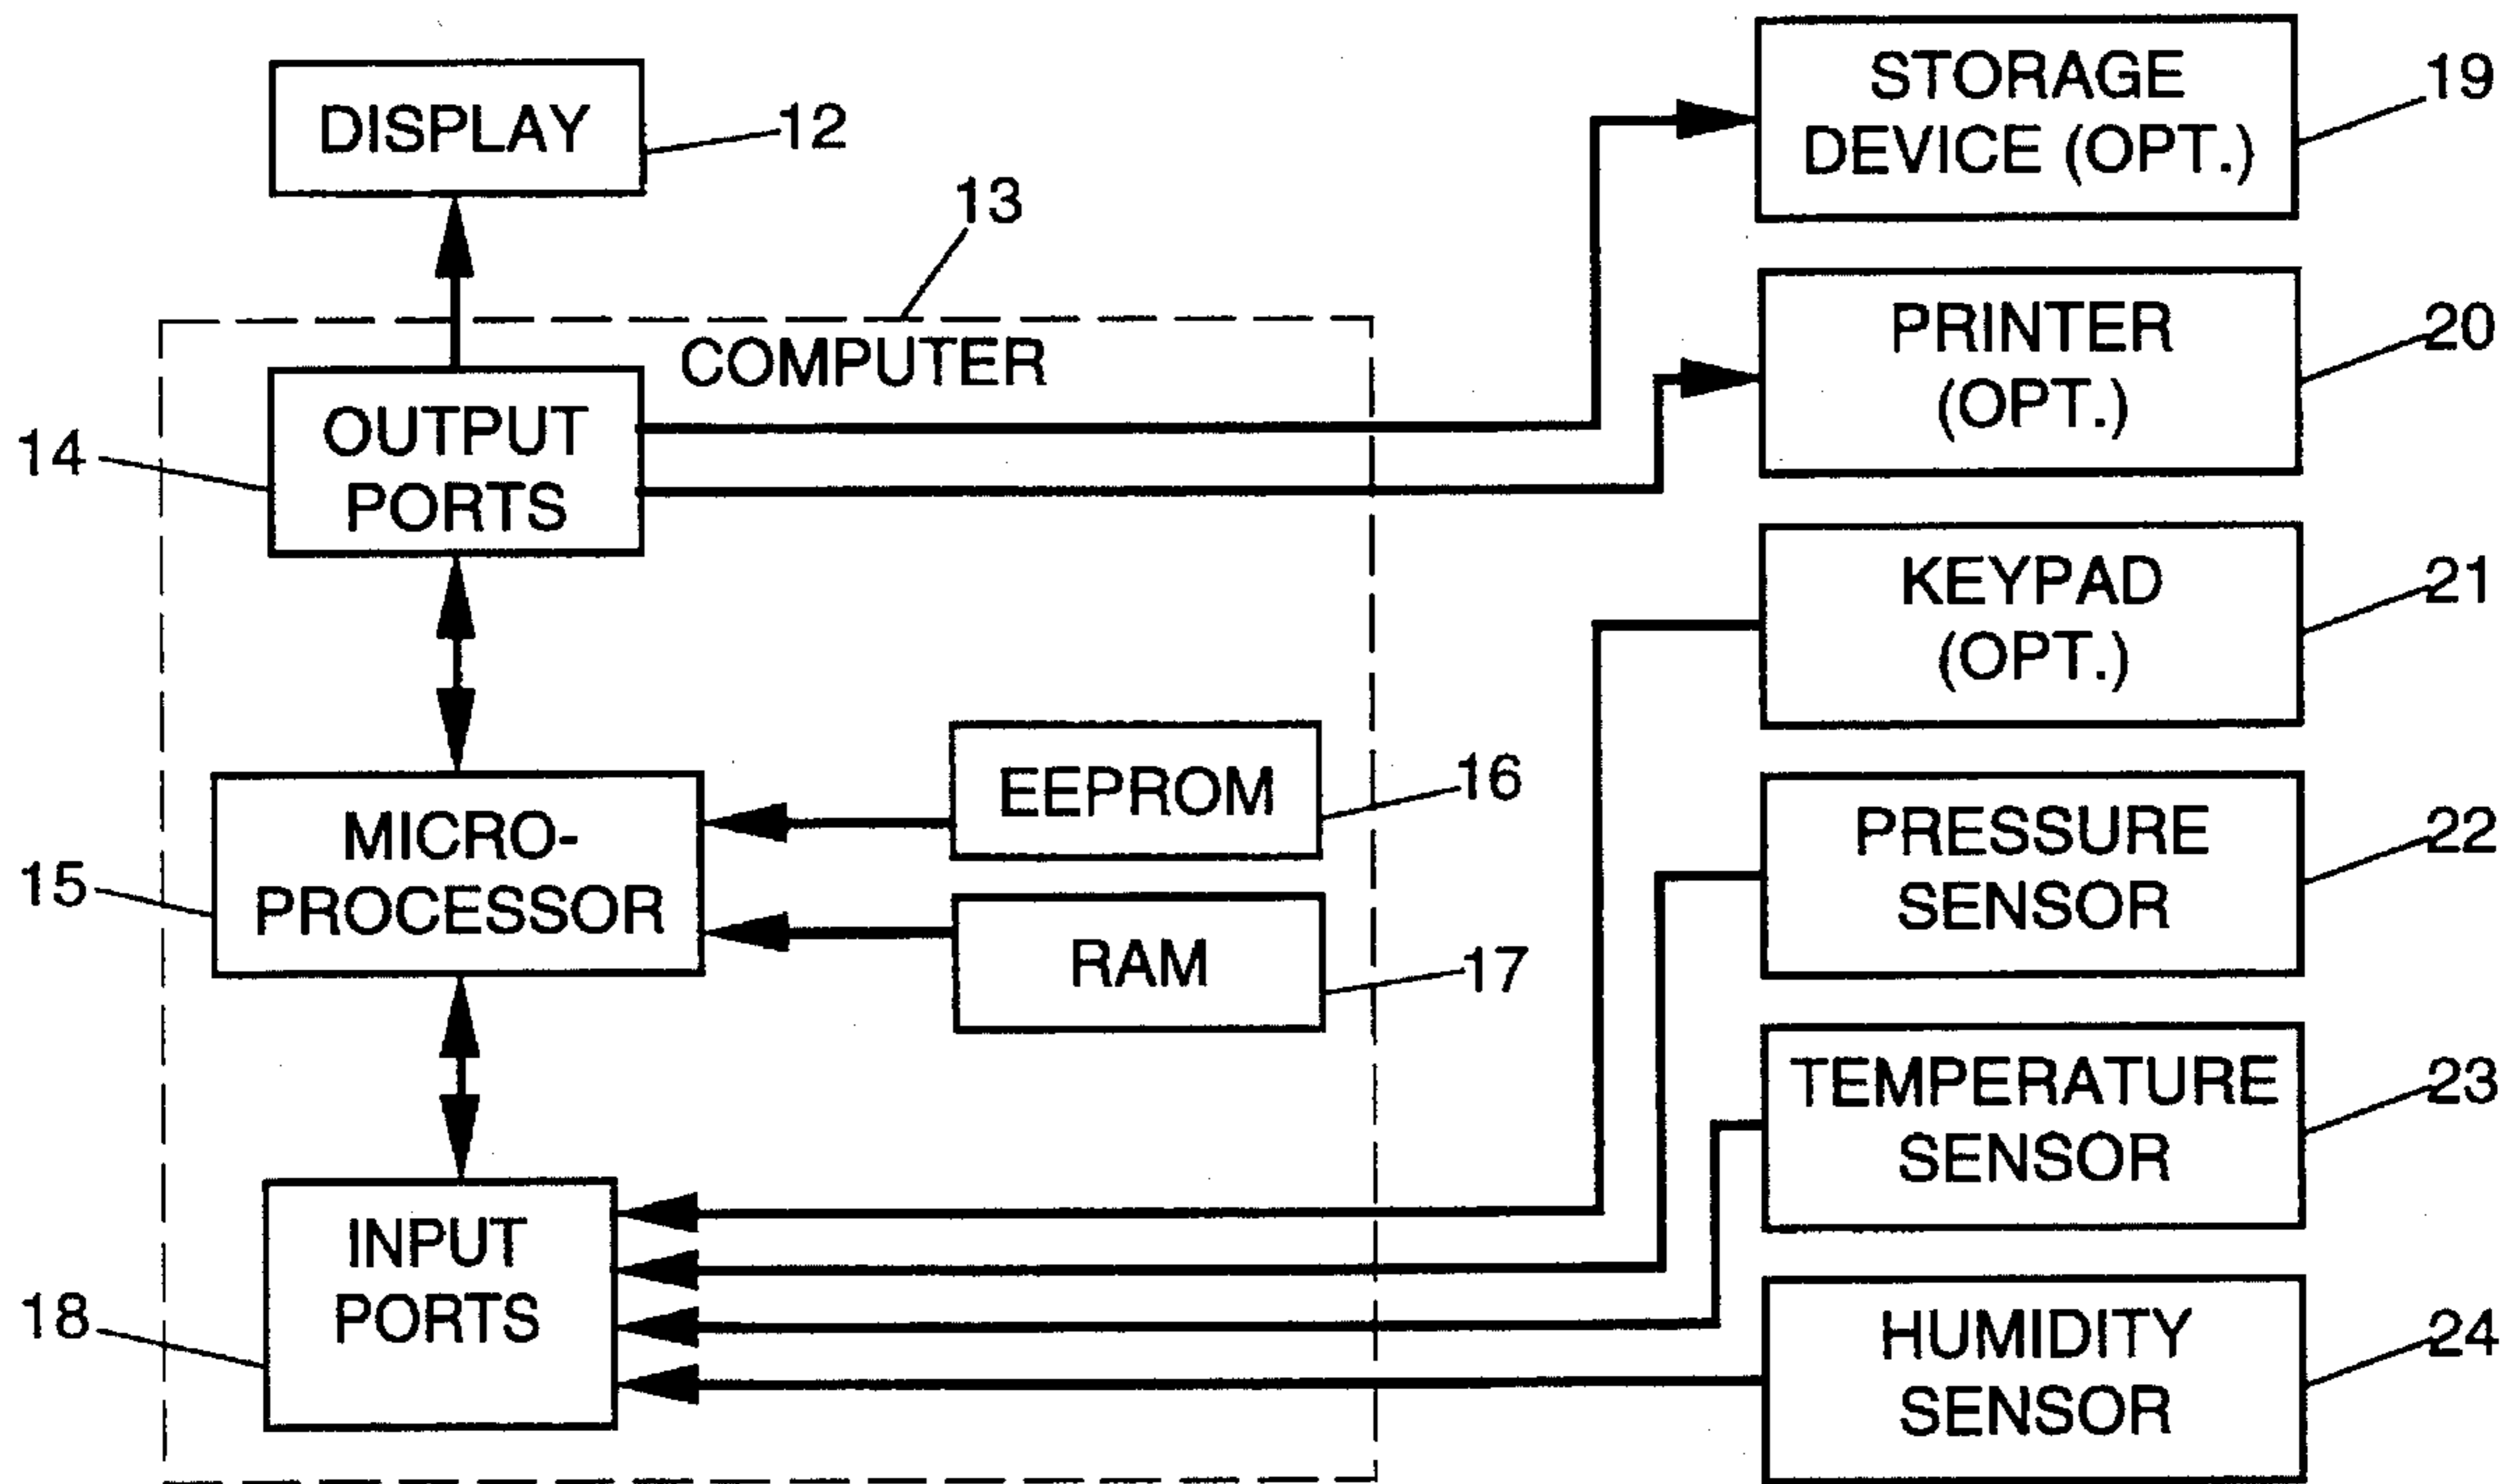 DISPLAY
12
13
COMPUTER
OUTPUT
PORTS
14
MICRO-
PROCESSOR
15
EEPROM
16
RAM
17
INPUT
PORTS
18
STORAGE
DEVICE (OPT.)
19
PRINTER
(OPT.)
20
KEYPAD
(OPT.)
21
PRESSURE
SENSOR
22
TEMPERATURE
SENSOR
23
HUMIDITY
SENSOR
24